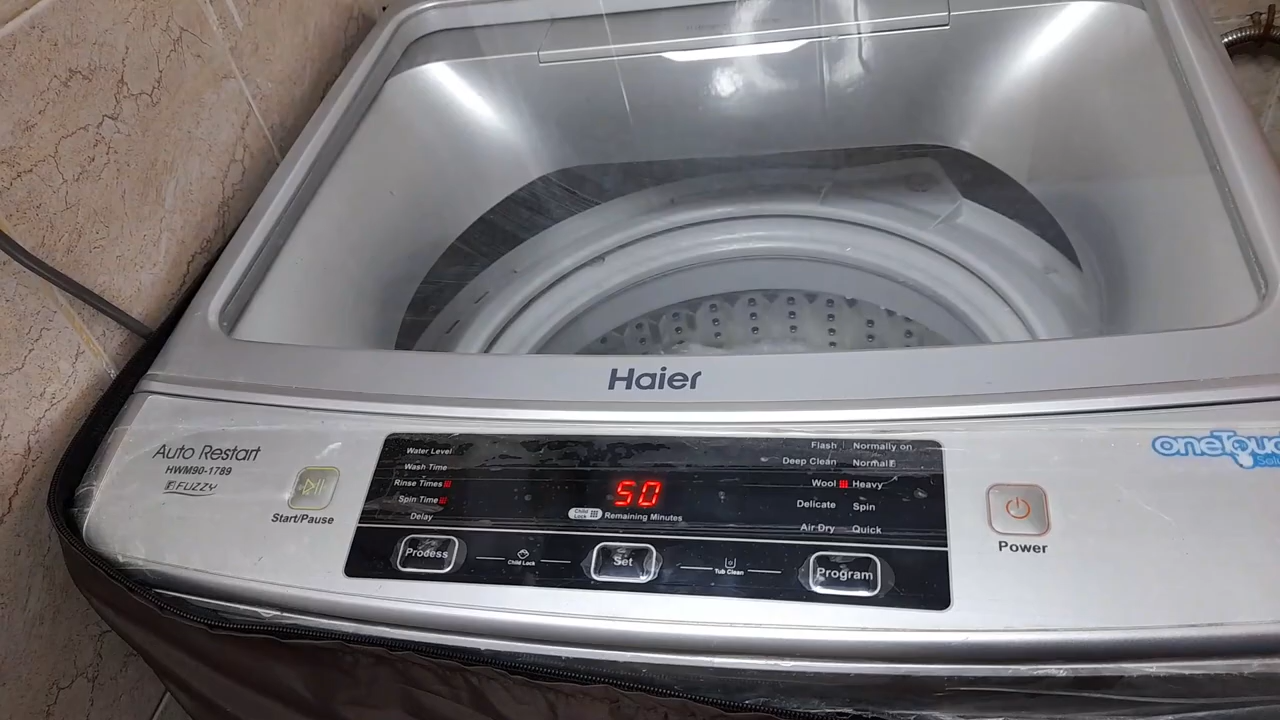 Haier
Auto Restart
HWM90-1789
F FUZZY
Start/Pause
Water Level
Wash Time
Rinse Times
Spin Time
Delay
50
Child Lock
Remaining Minutes
Flash
Normally on
Deep Clean
Normal F
Wool
Heavy
Delicate
Spin
Air Dry
Quick
Process
Child Lock
Set
Tub Clean
Program
Power
oneTouc